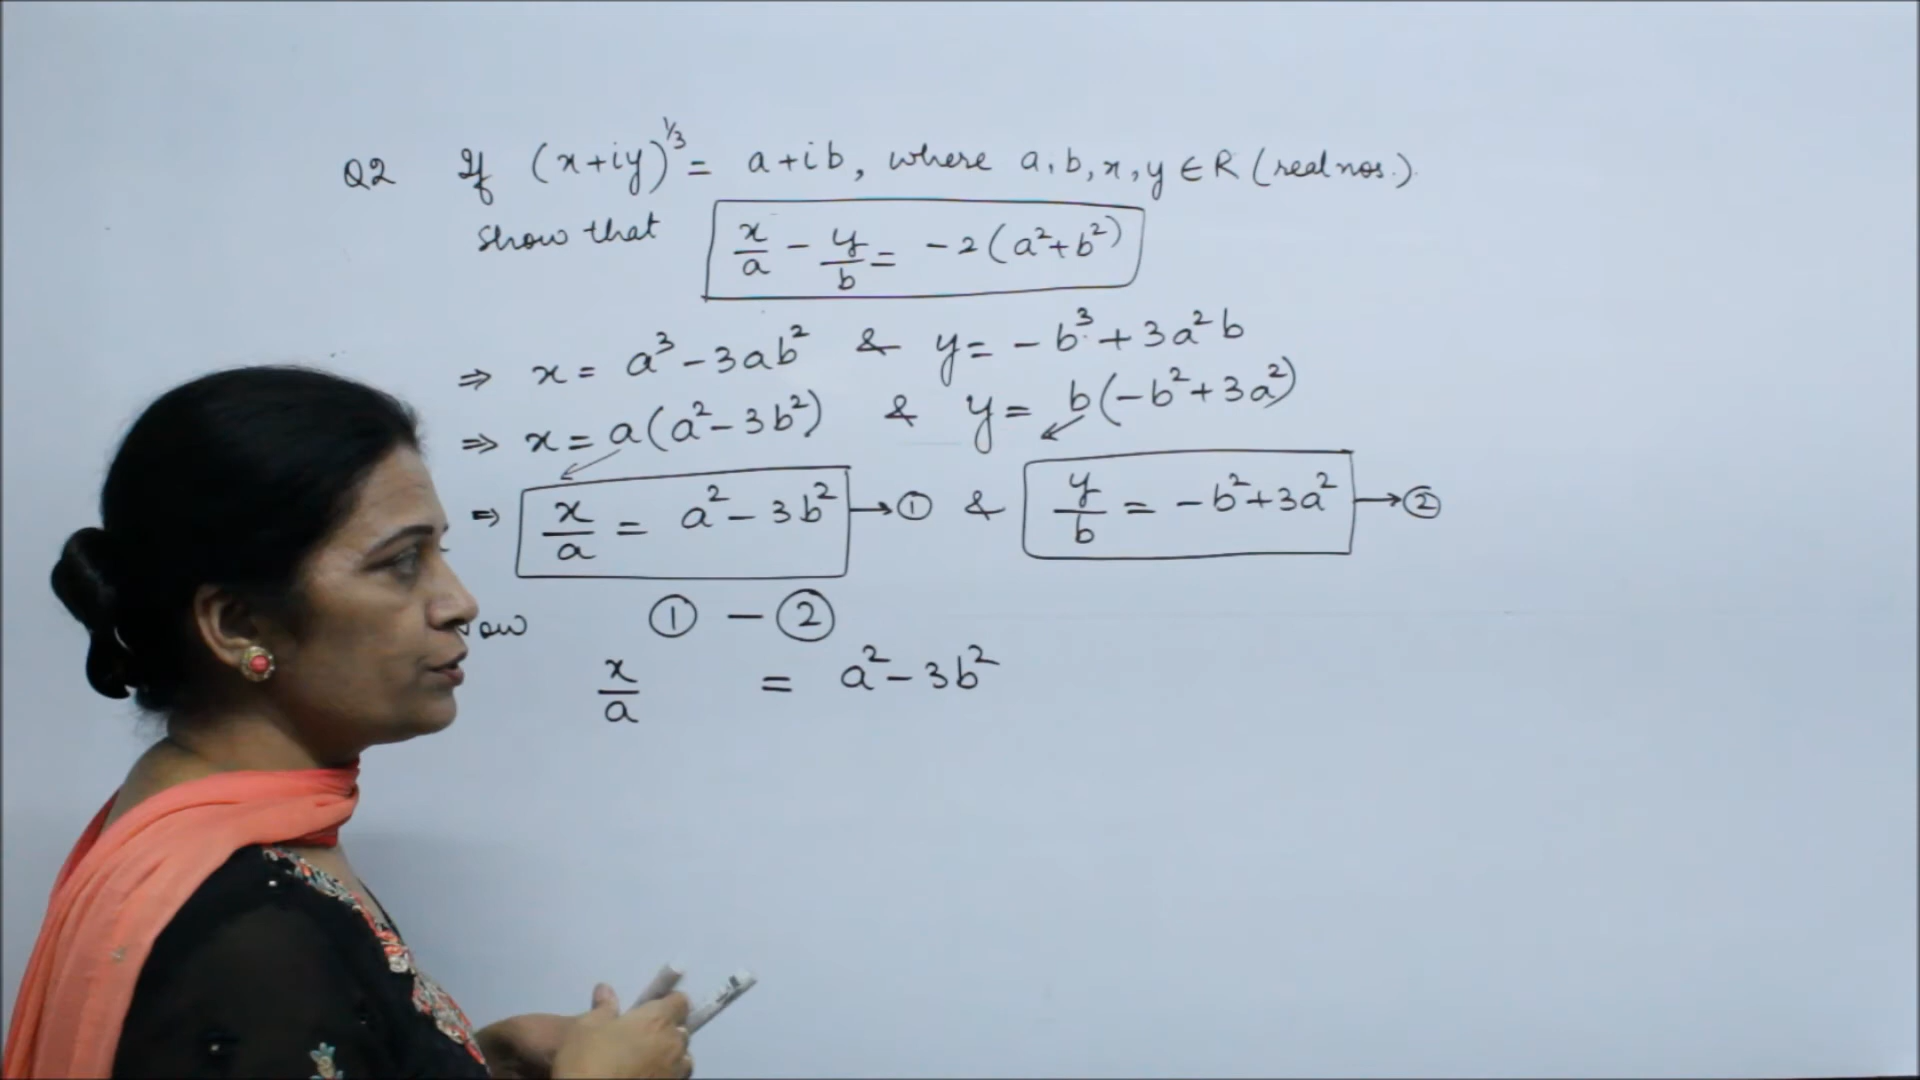 Q2 If (x+iy)^1/3 = a+ib, where a,b,x,y ∈ R (real nos.).
Show that x/a - y/b = -2(a²+b²)
⇒ x = a³-3ab² & y = -b³+3a²b
⇒ x = a(a²-3b²) & y = b(-b²+3a²)
⇒ x/a = a²-3b² → ① & y/b = -b²+3a² → ②
ow ① - ②
x/a = a²-3b²